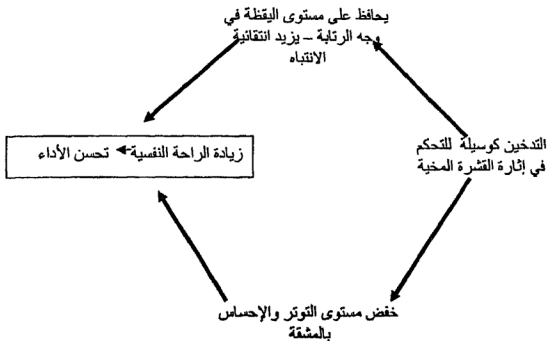 يحافظ على مستوى اليقظة في
وجه الرتابة – يزيد انتقائية
الانتباه
التدخين كوسيلة للتحكم
في إثارة القشرة المخية
زيادة الراحة النفسية ← تحسن الأداء
خفض مستوى التوتر والإحساس
بالمشقة